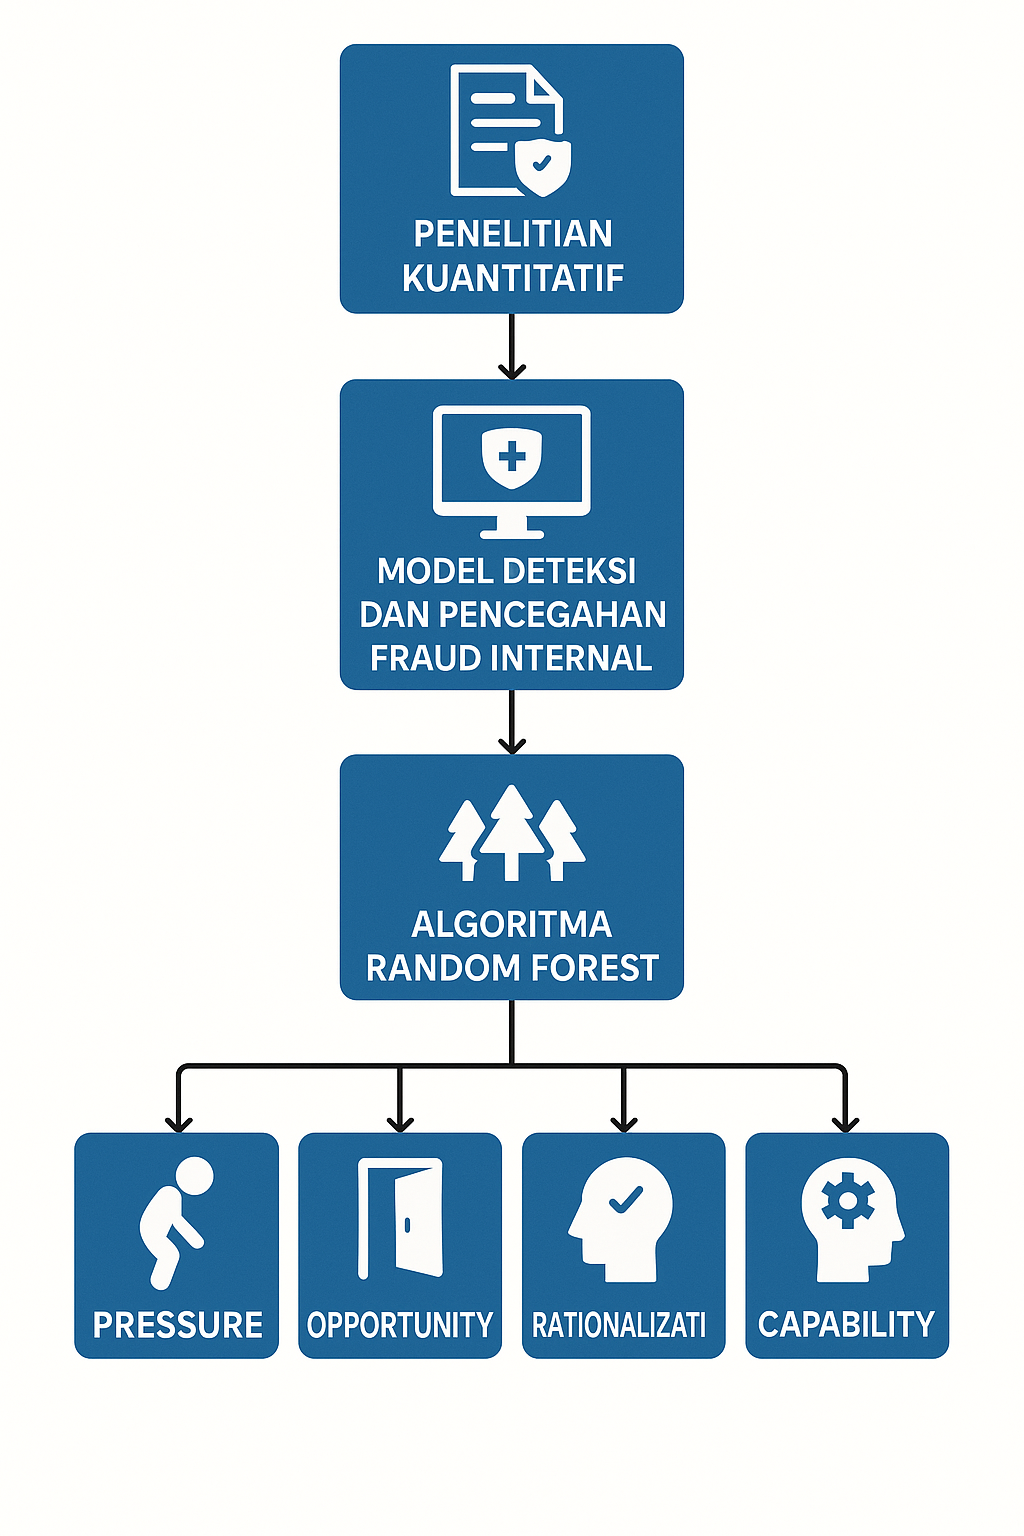 PENELITIAN
KUANTITATIF
MODEL DETEKSI
DAN PENCEGAHAN
FRAUD INTERNAL
ALGORITMA
RANDOM FOREST
PRESSURE
OPPORTUNITY
RATIONALIZATI
CAPABILITY